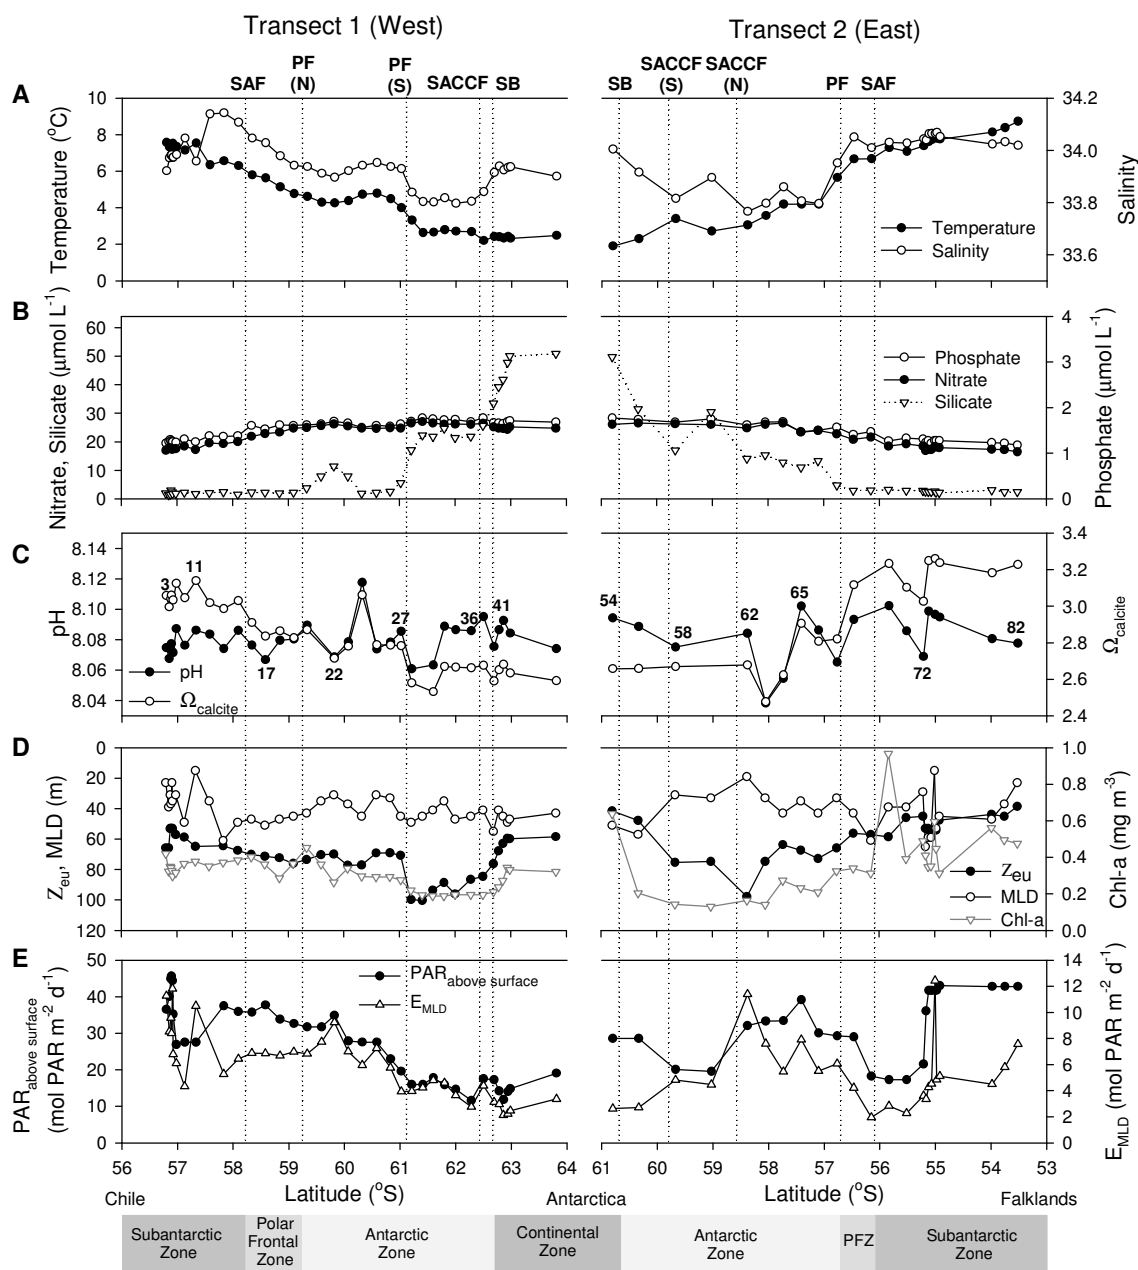 Transect 1 (West)
Transect 2 (East)
SAF
PF (N)
PF (S)
SACCF
SB
SB
SACCF (S)
SACCF (N)
PF
SAF
A
Temperature (°C)
10
8
6
4
2
0
Temperature
Salinity
34.2
34.0
33.8
33.6
Salinity
B
Nitrate, Silicate (µmol L⁻¹)
60
50
40
30
20
10
0
Phosphate
Nitrate
Silicate
4
3
2
1
0
Phosphate (µmol L⁻¹)
C
pH
8.14
8.12
8.10
8.08
8.06
8.04
3
11
17
22
27
36
41
pH
Ωcalcite
54
58
62
65
72
82
3.4
3.2
3.0
2.8
2.6
2.4
Ωcalcite
D
Zeu, MLD (m)
0
20
40
60
80
100
120
Zeu
MLD
Chl-a
1.0
0.8
0.6
0.4
0.2
0.0
Chl-a (mg m⁻³)
E
PARabove surface
(mol PAR m⁻² d⁻¹)
50
40
30
20
10
0
PARabove surface
EMLD
14
12
10
8
6
4
2
0
EMLD (mol PAR m⁻² d⁻¹)
56 57 58 59 60 61 62 63 64
61 60 59 58 57 56 55 54 53
Chile
Latitude (°S)
Antarctica
Latitude (°S)
Falklands
Subantarctic Zone
Polar Frontal Zone
Antarctic Zone
Continental Zone
Antarctic Zone
PFZ
Subantarctic Zone